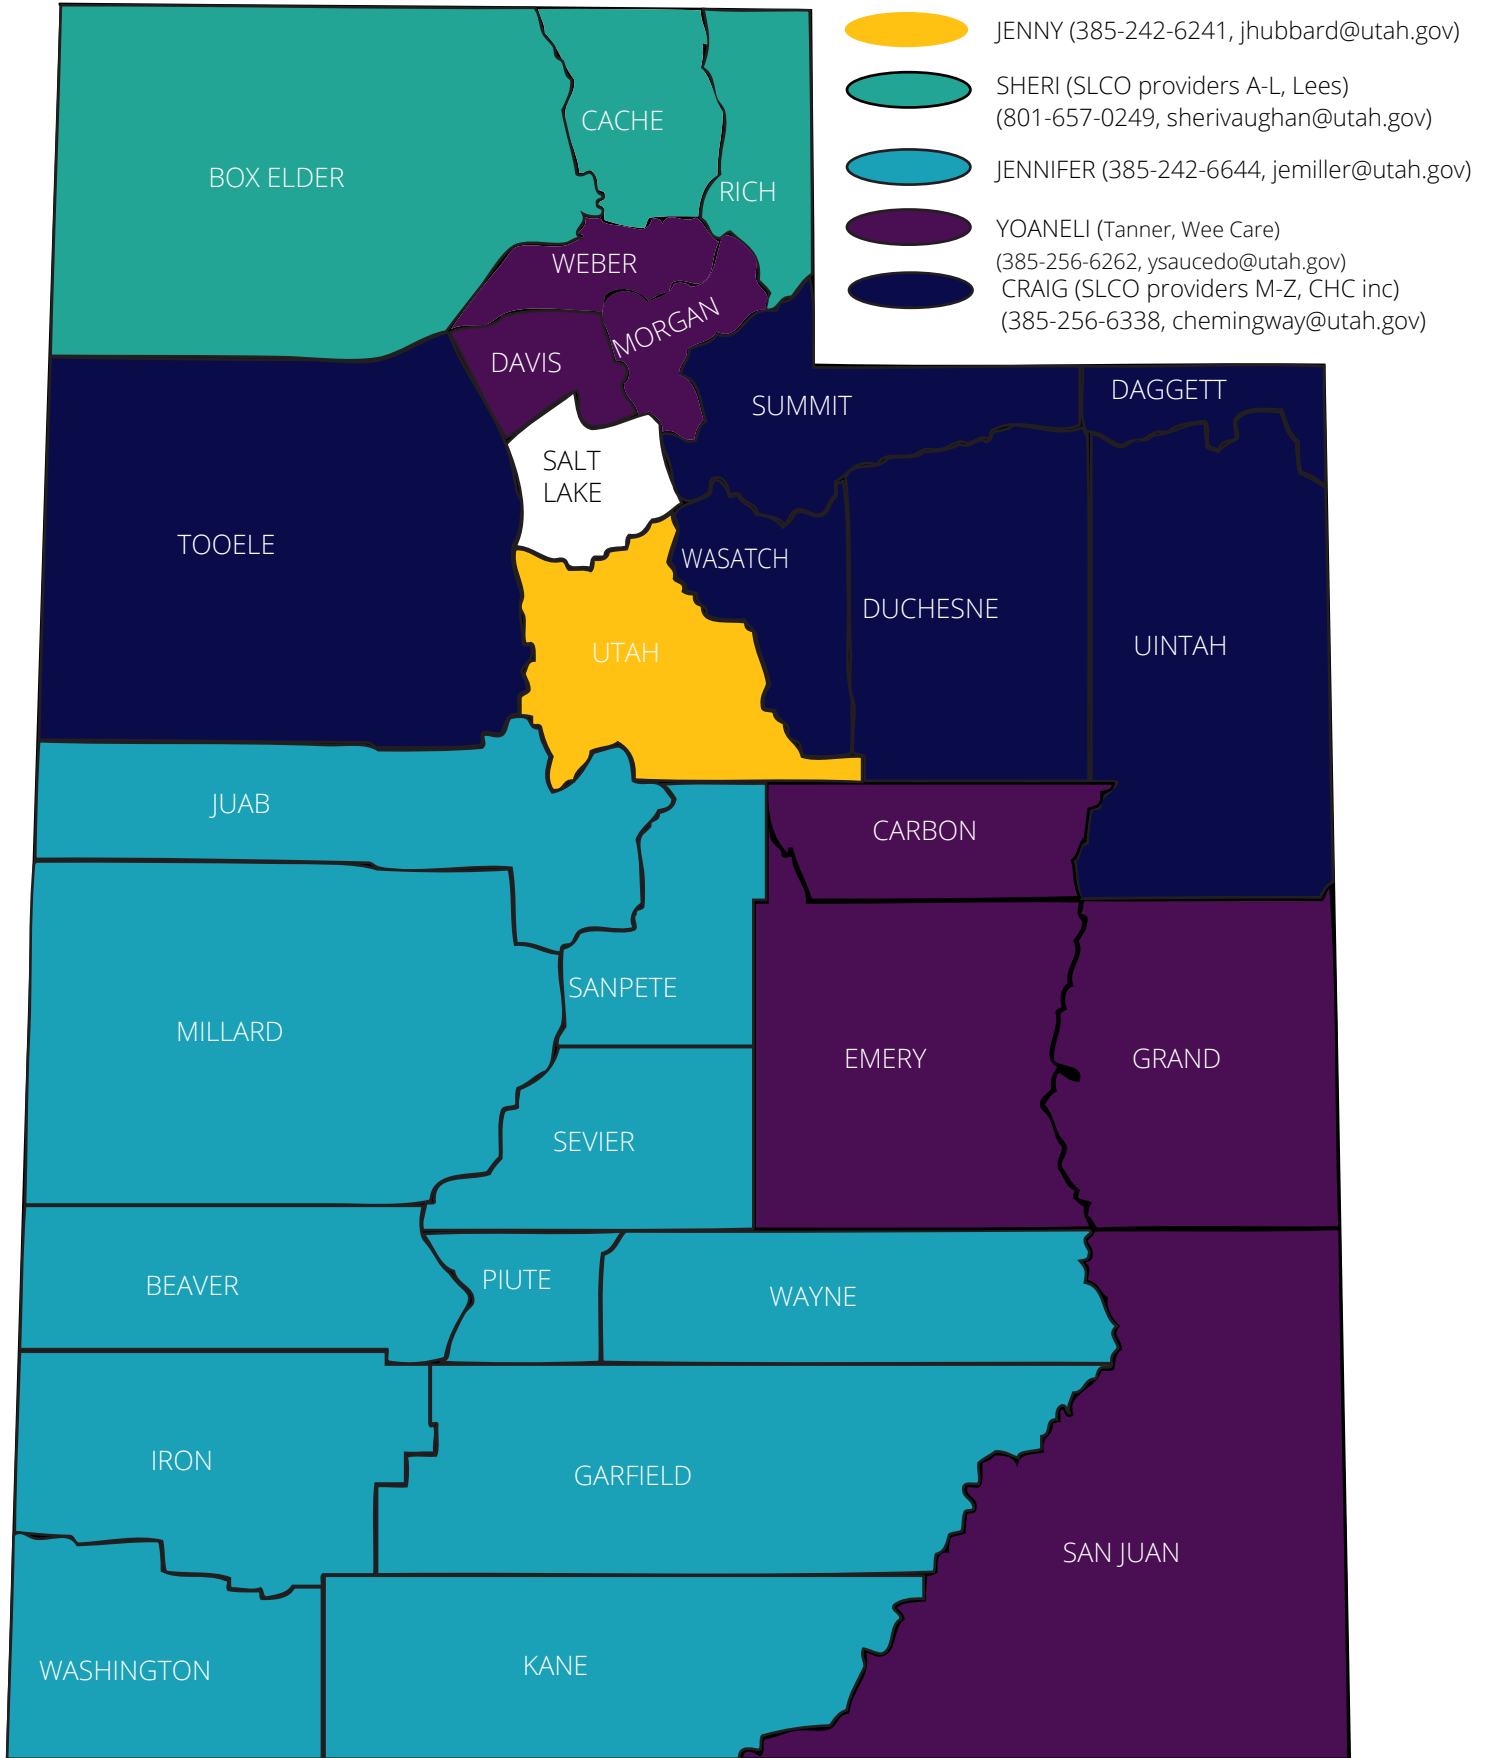 JENNY (385-242-6241, jhubbard@utah.gov)
SHERI (SLCO providers A-L, Lees)
(801-657-0249, sherivaughan@utah.gov)
JENNIFER (385-242-6644, jemiller@utah.gov)
YOANELI (Tanner, Wee Care)
(385-256-6262, ysaucedo@utah.gov)
CRAIG (SLCO providers M-Z, CHC inc)
(385-256-6338, chemingway@utah.gov)
CACHE
BOX ELDER
RICH
WEBER
MORGAN
DAVIS
SUMMIT
DAGGETT
SALT
LAKE
TOOELE
WASATCH
DUCHESNE
UINTAH
UTAH
JUAB
CARBON
SANPETE
MILLARD
EMERY
GRAND
SEVIER
BEAVER
PIUTE
WAYNE
IRON
GARFIELD
SAN JUAN
WASHINGTON
KANE